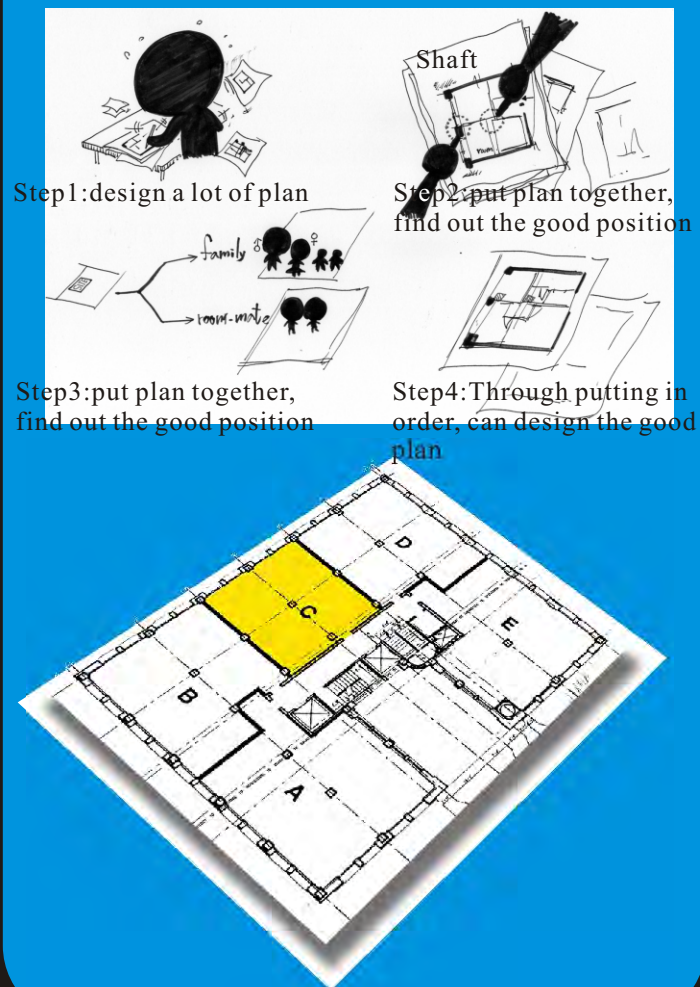 Shaft
Step1:design a lot of plan
Step2:put plan together,
find out the good position
family
room-mate
Step3:put plan together,
find out the good position
Step4:Through putting in
order, can design the good
plan
D
C
E
B
A